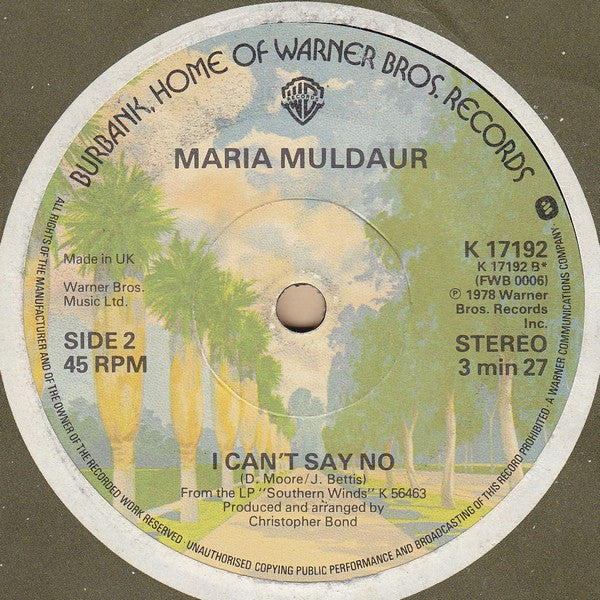 BURBANK, HOME OF WARNER BROS. RECORDS
RECORDS
MARIA MULDAUR
Made in UK
Warner Bros.
Music Ltd.
SIDE 2
45 RPM
K 17192
K 17192 B*
(FWB 0006)
℗ 1978 Warner
Bros. Records
Inc.
STEREO
3 min 27
I CAN'T SAY NO
(D. Moore/J. Bettis)
From the LP "Southern Winds" K 56463
Produced and arranged by
Christopher Bond
ALL RIGHTS OF THE MANUFACTURER AND OF THE OWNER OF THE RECORDED WORK RESERVED · UNAUTHORISED COPYING PUBLIC PERFORMANCE AND BROADCASTING OF THIS RECORD PROHIBITED · A WARNER COMMUNICATIONS COMPANY.